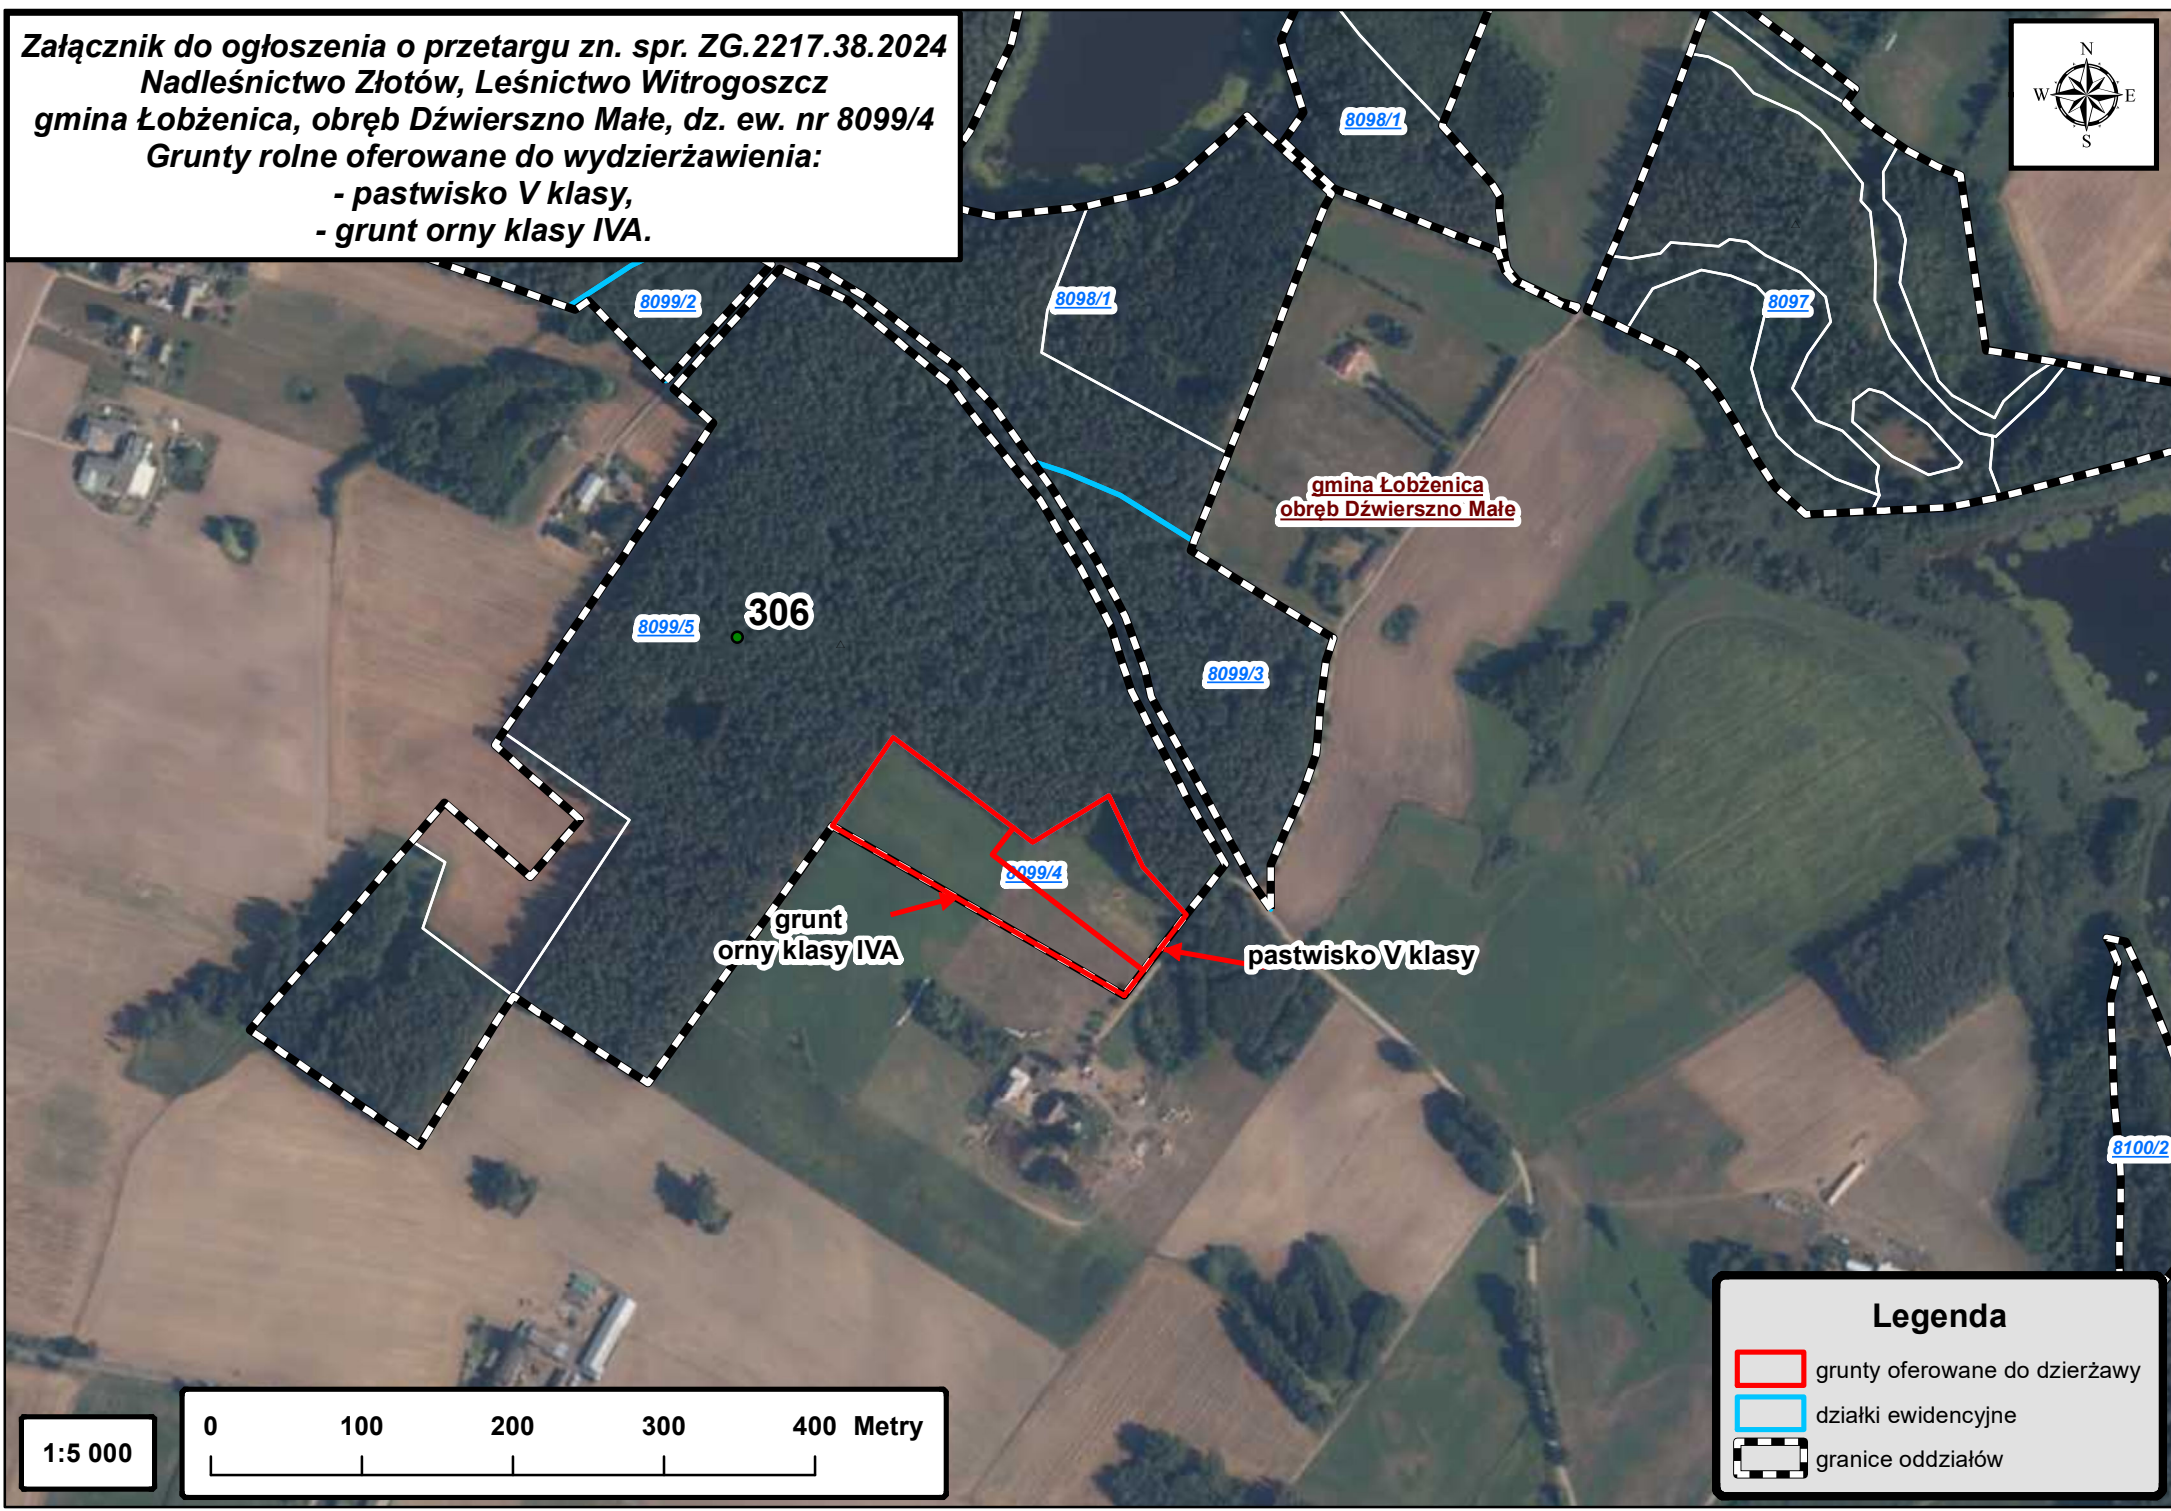 Załącznik do ogłoszenia o przetargu zn. spr. ZG.2217.38.2024
Nadleśnictwo Złotów, Leśnictwo Witrogoszcz
gmina Łobżenica, obręb Dźwierszno Małe, dz. ew. nr 8099/4
Grunty rolne oferowane do wydzierżawienia:
- pastwisko V klasy,
- grunt orny klasy IVA.
N
W E
S
8098/1
8099/2
8098/1
8097
gmina Łobżenica
obręb Dźwierszno Małe
306
8099/5
8099/3
8099/4
grunt
orny klasy IVA
pastwisko V klasy
8100/2
Legenda
grunty oferowane do dzierżawy
działki ewidencyjne
granice oddziałów
1:5 000
0 100 200 300 400 Metry